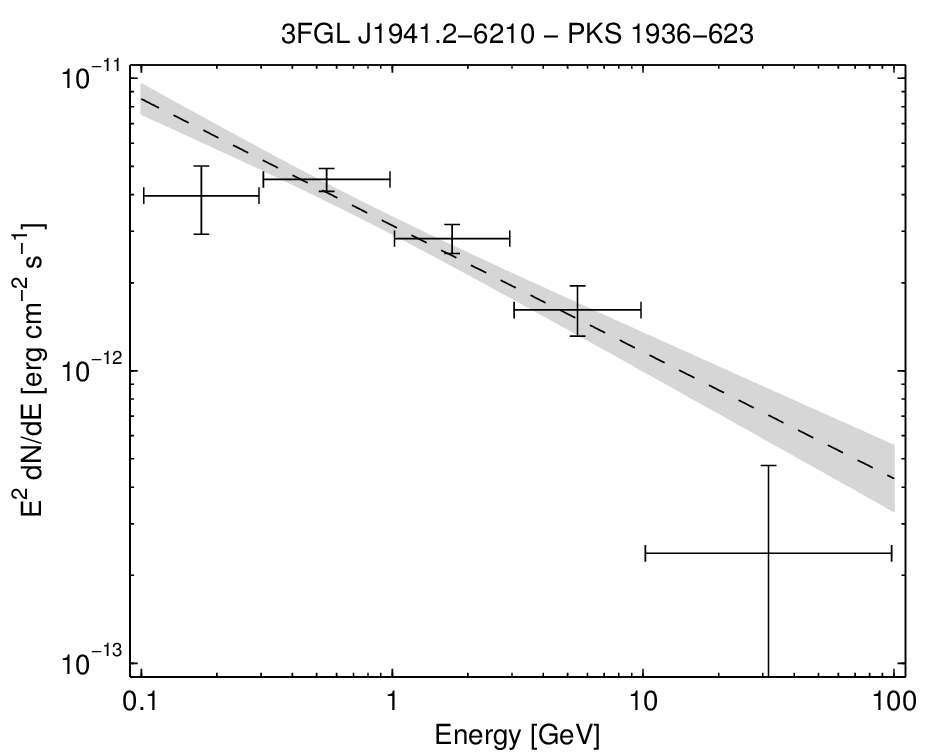 3FGL J1941.2−6210 − PKS 1936−623
10⁻¹¹
10⁻¹²
10⁻¹³
E² dN/dE [erg cm⁻² s⁻¹]
0.1 1 10 100
Energy [GeV]